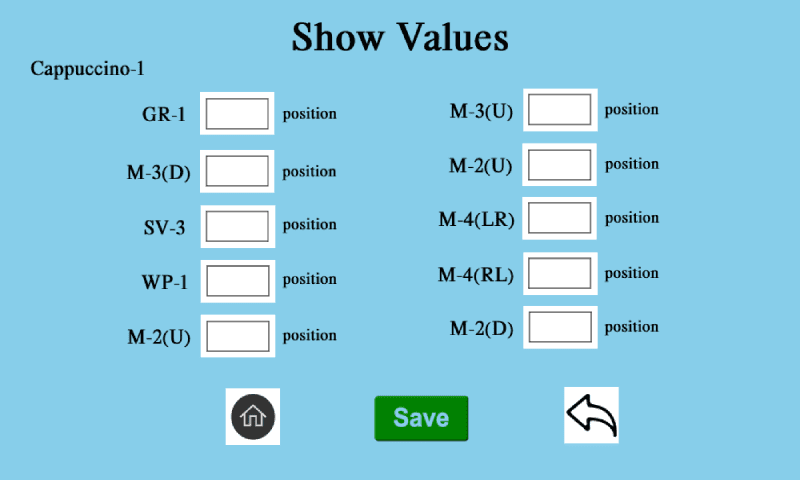 Show Values
Cappuccino-1
GR-1 position
M-3(D) position
SV-3 position
WP-1 position
M-2(U) position
M-3(U) position
M-2(U) position
M-4(LR) position
M-4(RL) position
M-2(D) position
Save